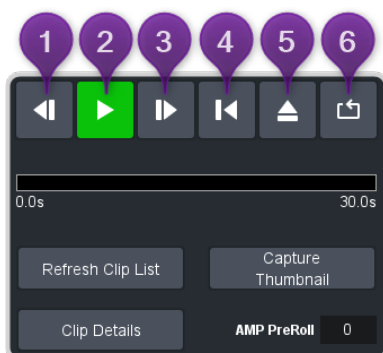 1 2 3 4 5 6
0.0s 30.0s
Refresh Clip List
Capture
Thumbnail
Clip Details
AMP PreRoll 0